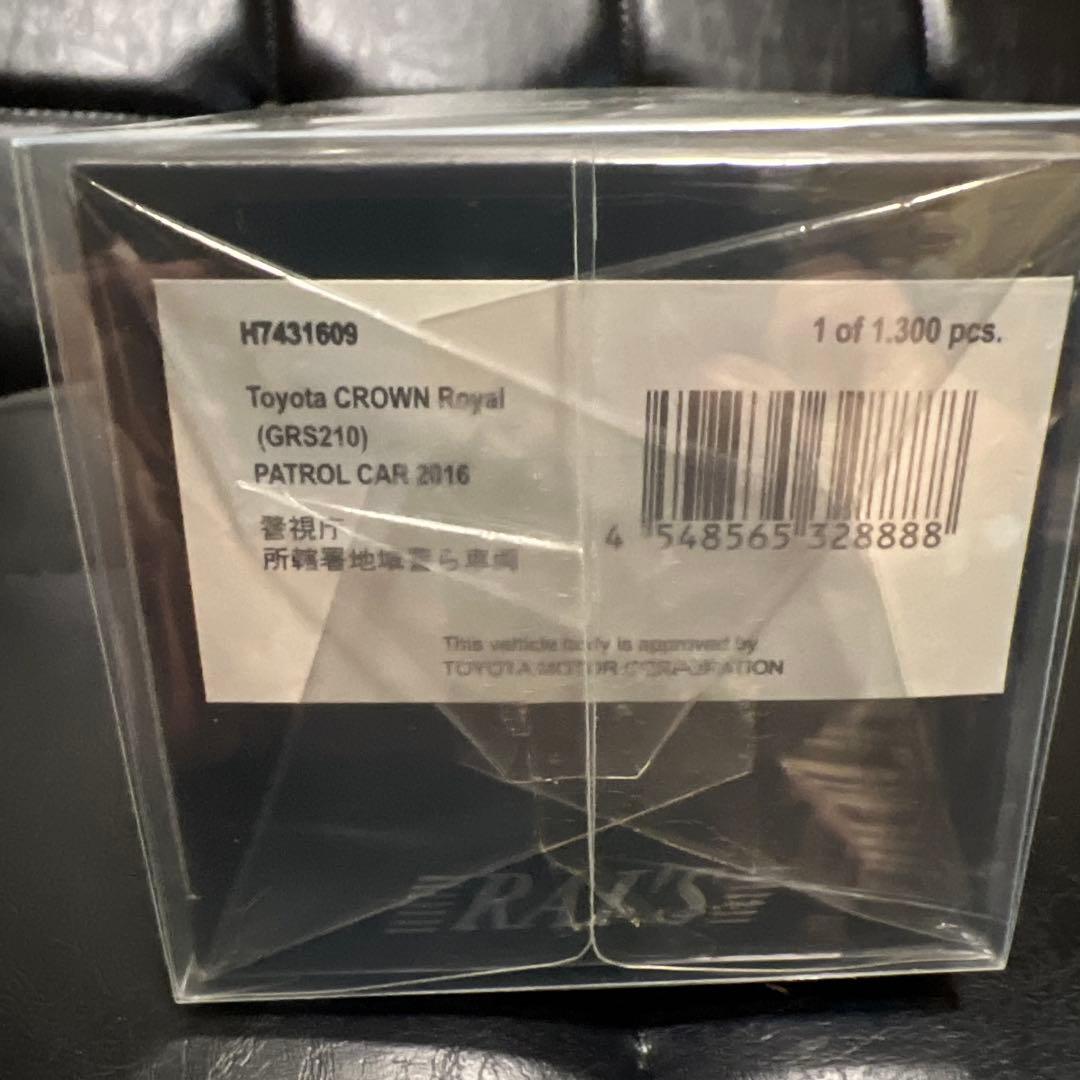 H7431609
1 of 1.300 pcs.
Toyota CROWN Royal
(GRS210)
PATROL CAR 2016
警視庁
所轄署地域警ら車両
4 548565 328888
This vehicle body is approved by
TOYOTA MOTOR CORPORATION
RAI'S